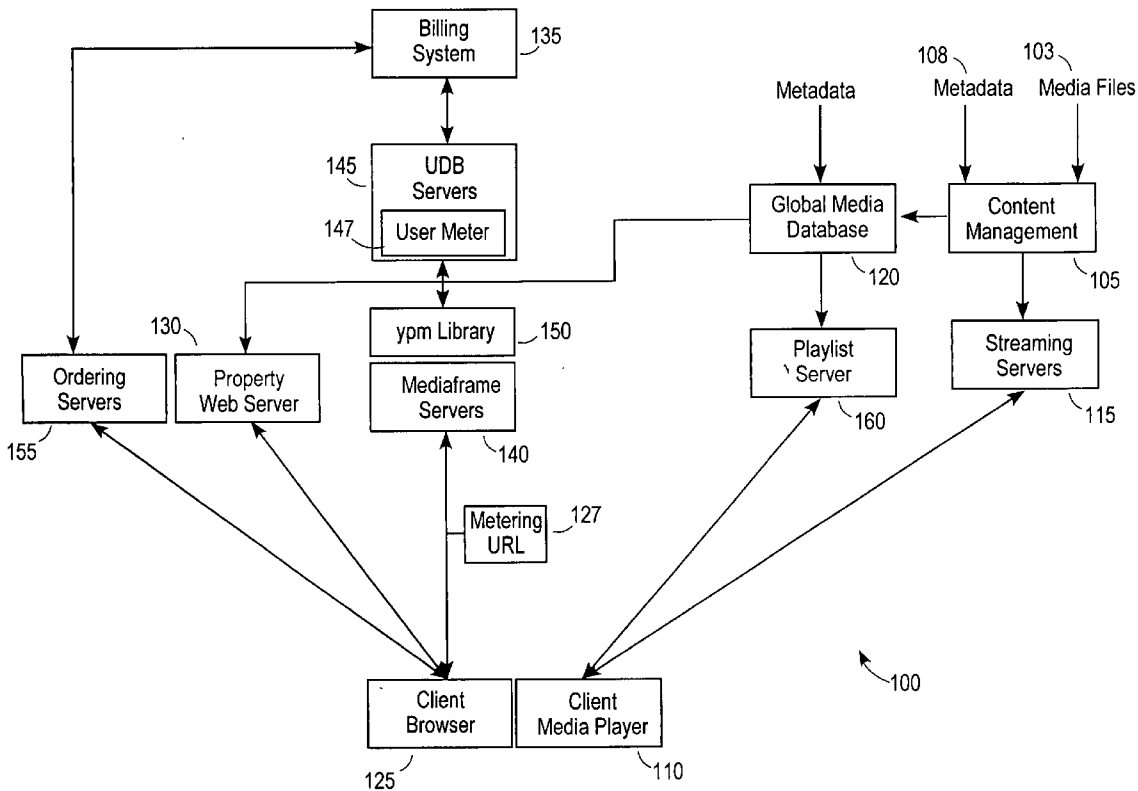 Billing
System
135
108
103
Metadata
Metadata
Media Files
145
UDB
Servers
147
User Meter
Global Media
Database
120
Content
Management
105
130
ypm Library
150
Ordering
Servers
155
Property
Web Server
Mediaframe
Servers
140
Playlist
Server
160
Streaming
Servers
115
Metering
URL
127
Client
Browser
125
Client
Media Player
110
100